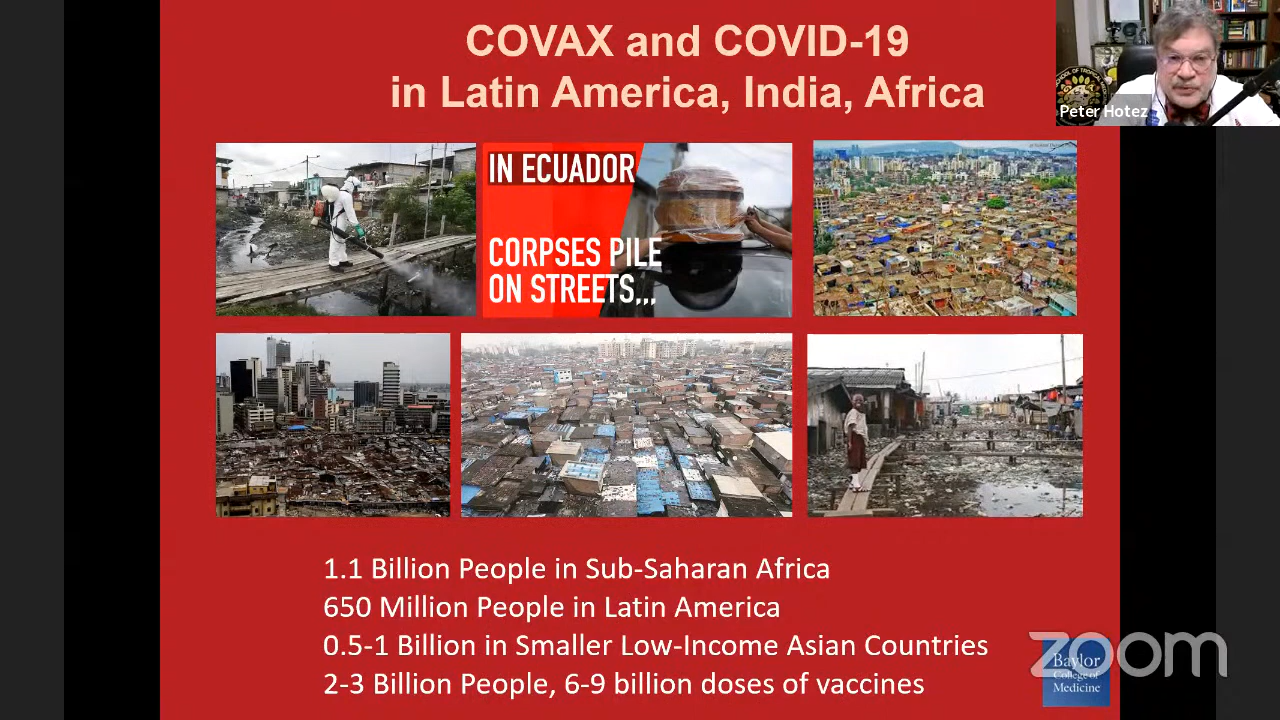 COVAX and COVID-19
in Latin America, India, Africa
Peter Hotez
IN ECUADOR
CORPSES PILE
ON STREETS,,,
1.1 Billion People in Sub-Saharan Africa
650 Million People in Latin America
0.5-1 Billion in Smaller Low-Income Asian Countries
2-3 Billion People, 6-9 billion doses of vaccines
zoom
Baylor
College of
Medicine